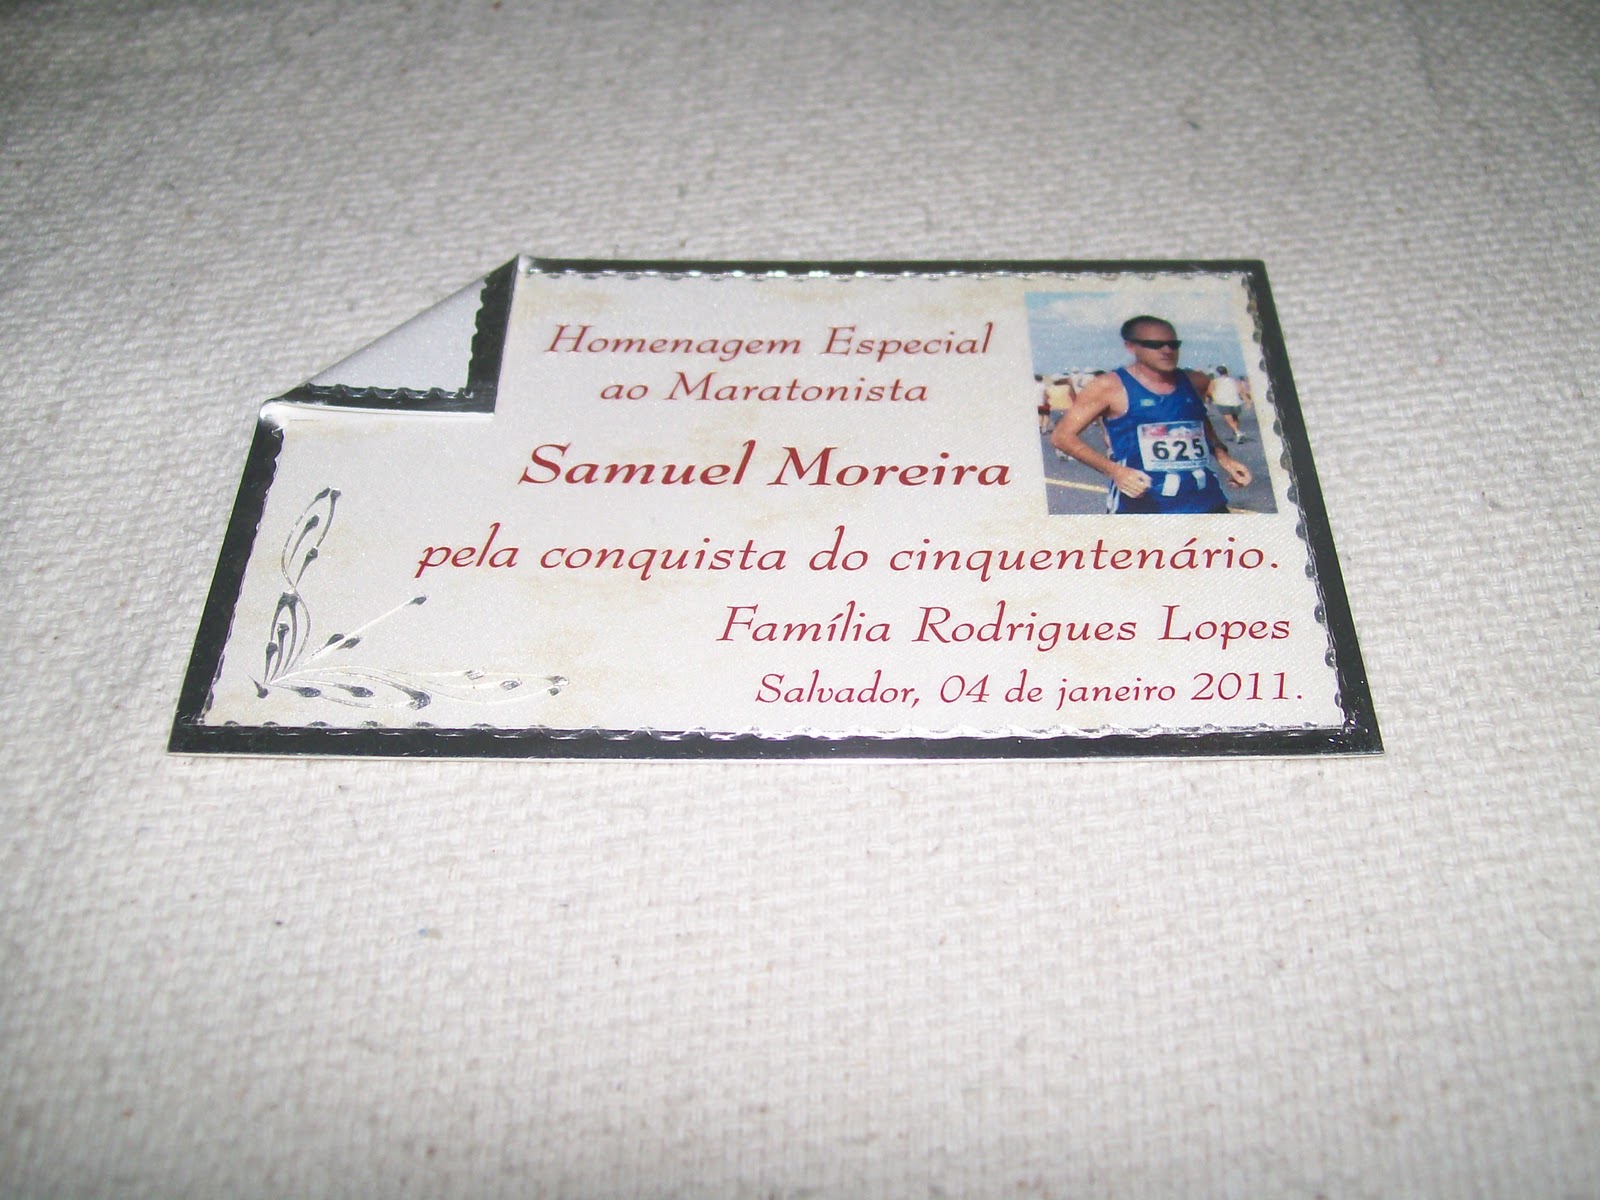 Homenagem Especial
ao Maratonista
Samuel Moreira
625
pela conquista do cinquentenário.
Família Rodrigues Lopes
Salvador, 04 de janeiro 2011.